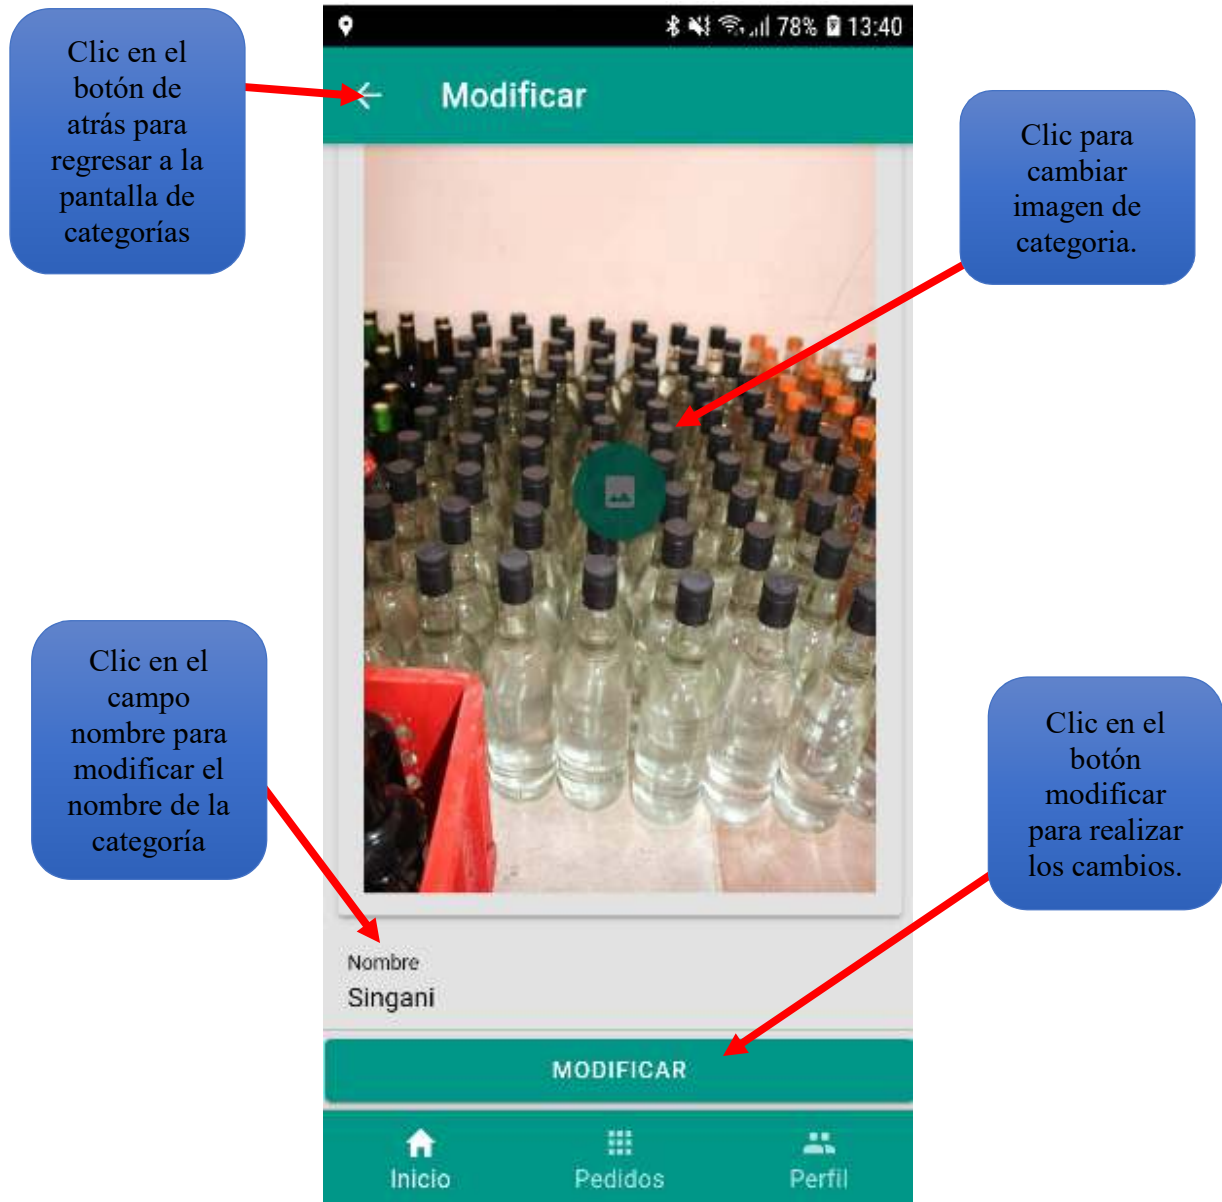 Clic en el
botón de
atrás para
regresar a la
pantalla de
categorías
78% 13:40
Modificar
Clic para
cambiar
imagen de
categoria.
Clic en el
campo
nombre para
modificar el
nombre de la
categoría
Clic en el
botón
modificar
para realizar
los cambios.
Nombre
Singani
MODIFICAR
Inicio
Pedidos
Perfil